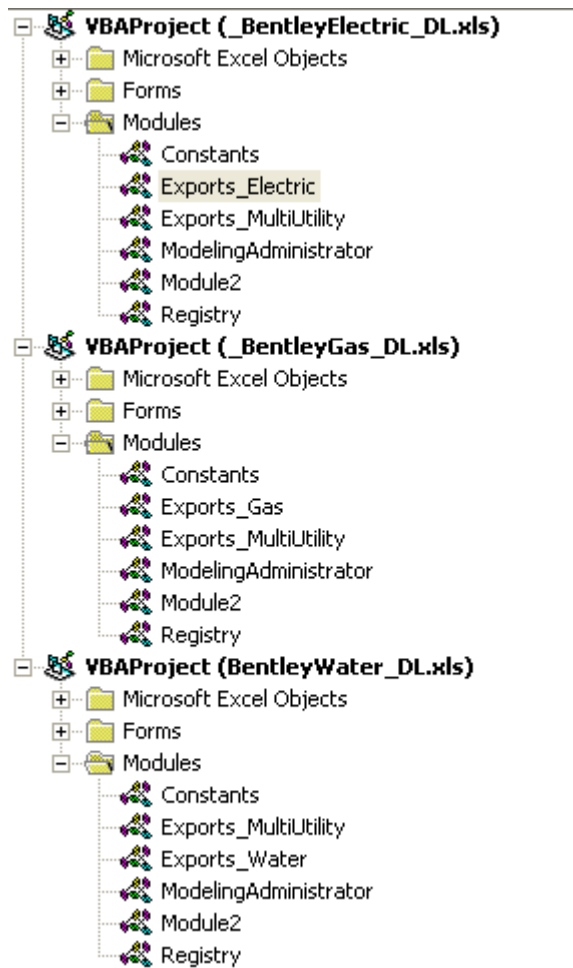 VBAProject (_BentleyElectric_DL.xls)
Microsoft Excel Objects
Forms
Modules
Constants
Exports_Electric
Exports_MultiUtility
ModelingAdministrator
Module2
Registry
VBAProject (_BentleyGas_DL.xls)
Microsoft Excel Objects
Forms
Modules
Constants
Exports_Gas
Exports_MultiUtility
ModelingAdministrator
Module2
Registry
VBAProject (BentleyWater_DL.xls)
Microsoft Excel Objects
Forms
Modules
Constants
Exports_MultiUtility
Exports_Water
ModelingAdministrator
Module2
Registry